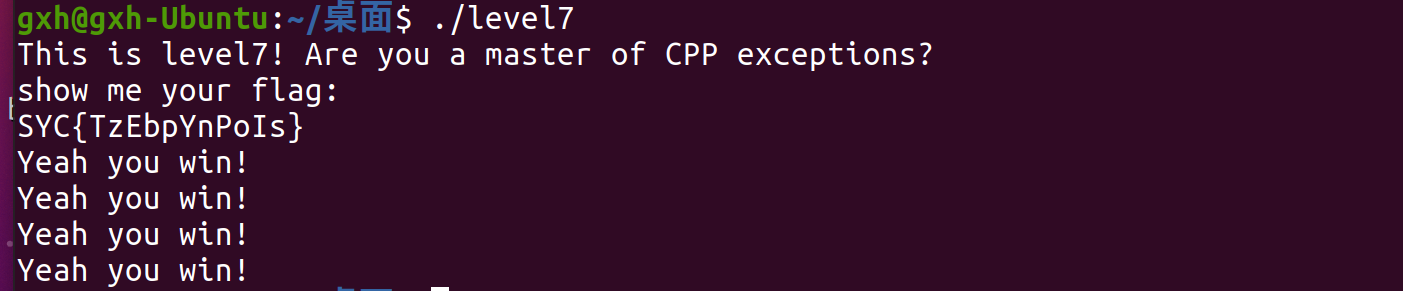 gxh@gxh-Ubuntu:~/桌面$ ./level7
This is level7! Are you a master of CPP exceptions?
show me your flag:
SYC{TzEbpYnPoIs}
Yeah you win!
Yeah you win!
Yeah you win!
Yeah you win!